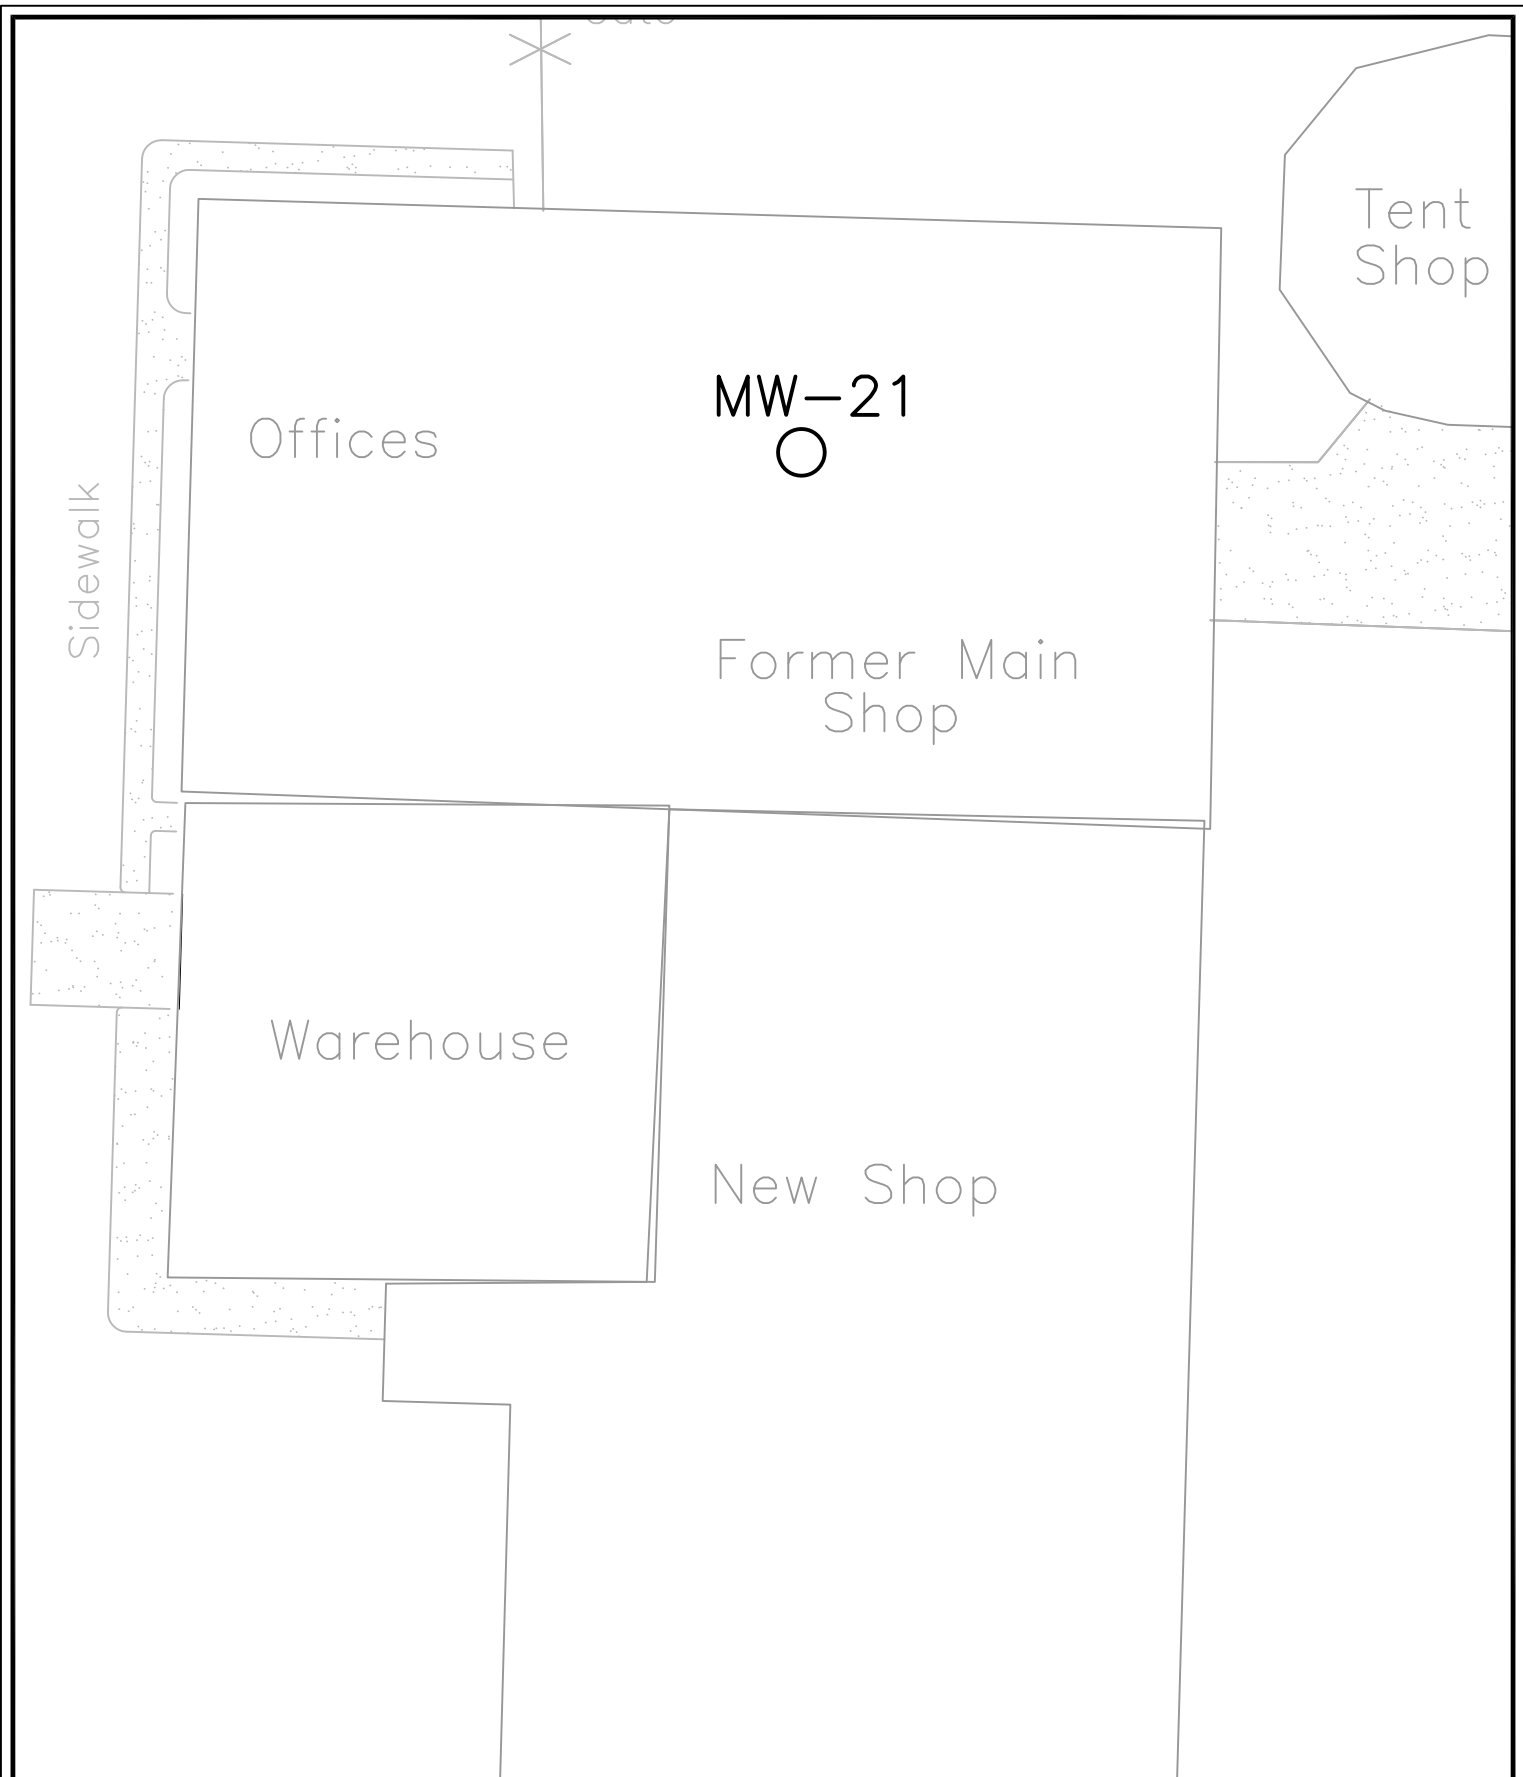 Tent
Shop
MW-21
Offices
Sidewalk
Former Main
Shop
Warehouse
New Shop